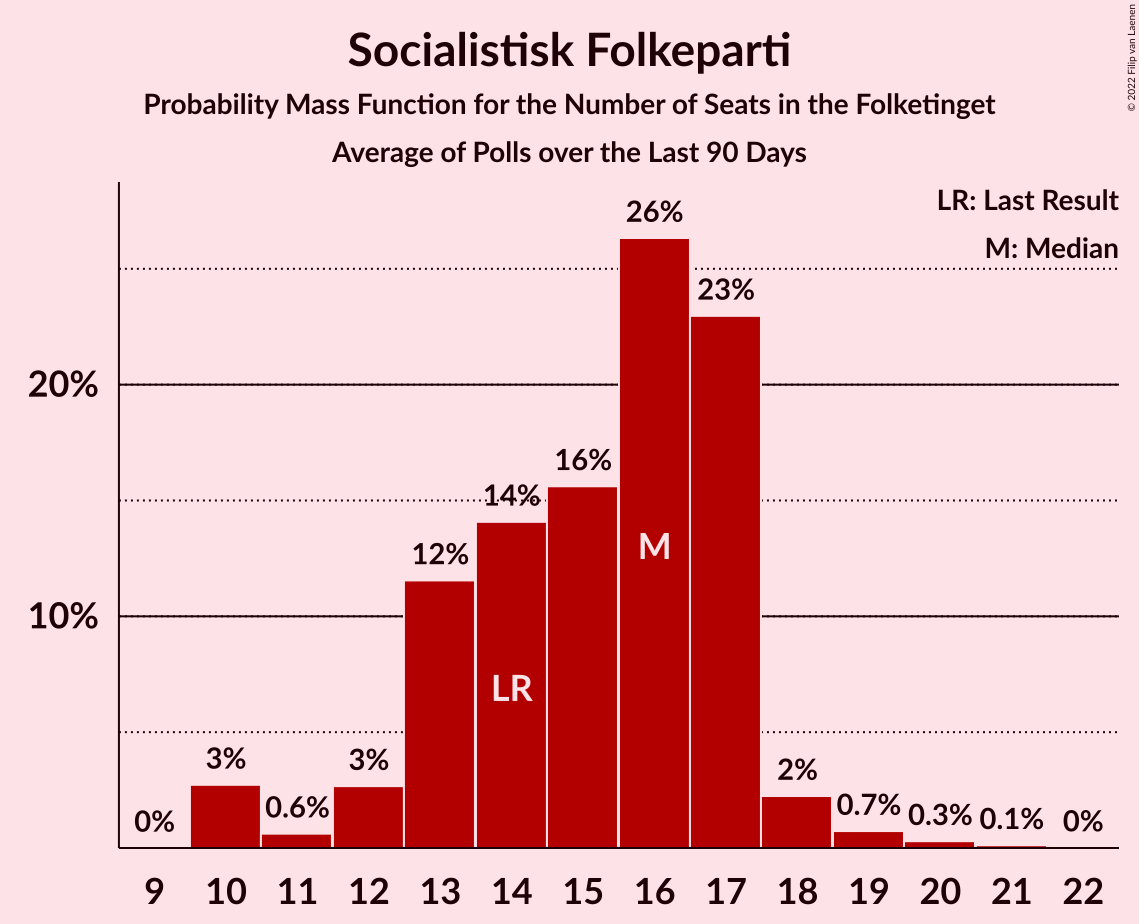 Socialistisk Folkeparti
Probability Mass Function for the Number of Seats in the Folketinget
Average of Polls over the Last 90 Days
© 2022 Filip van Laenen
LR: Last Result
M: Median
26%
23%
20%
16%
14%
12%
M
10%
LR
3%
3%
2%
0%
0.6%
0.7%
0.3%
0.1%
0%
9 10 11 12 13 14 15 16 17 18 19 20 21 22